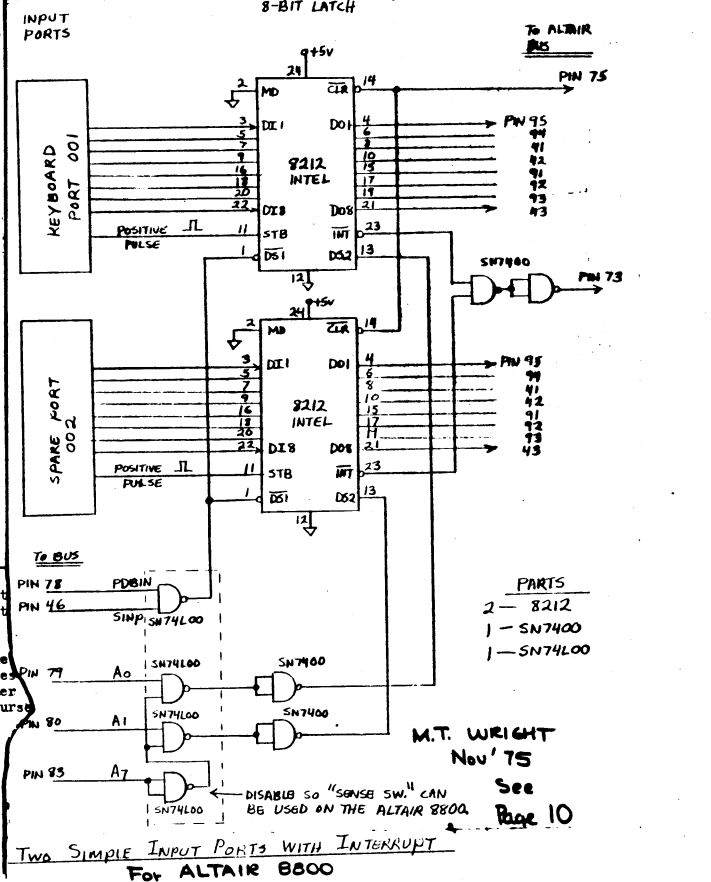 8-BIT LATCH
INPUT
PORTS
To ALTAIR
BUS
+5V
24
2
MD
CLR
14
PIN 75
KEYBOARD
PORT 001
3
5
7
9
16
18
20
22
DI1
DI8
8212
INTEL
DO1
DO8
4
6
8
10
15
17
19
21
PIN 95
94
41
42
91
92
93
43
POSITIVE
PULSE
11
STB
INT
23
1
DS1
DS2
13
12
SN7400
PIN 73
+5V
24
2
MD
CLR
14
SPARE PORT
002
3
5
7
9
16
18
20
22
DI1
DI8
8212
INTEL
DO1
DO8
4
6
8
10
15
17
19
21
PIN 95
94
41
42
91
92
93
43
POSITIVE
PULSE
11
STB
INT
23
1
DS1
DS2
13
12
To BUS
PIN 78
PDBIN
PIN 46
SINP
SN74L00
PARTS
2 — 8212
1 — SN7400
1 — SN74L00
PIN 79
A0
SN74L00
SN7400
PIN 80
A1
SN74L00
SN7400
PIN 83
A7
SN74L00
DISABLE SO "SENSE SW." CAN
BE USED ON THE ALTAIR 8800.
M.T. WRIGHT
Nov' 75
See
Page 10
TWO SIMPLE INPUT PORTS WITH INTERRUPT
For ALTAIR 8800